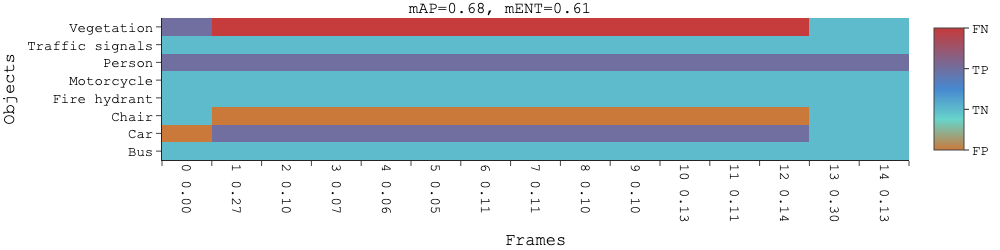 mAP=0.68, mENT=0.61
Objects
Vegetation
Traffic signals
Person
Motorcycle
Fire hydrant
Chair
Car
Bus
FN
TP
TN
FP
0 0.00
1 0.27
2 0.10
3 0.07
4 0.06
5 0.05
6 0.11
7 0.11
8 0.10
9 0.10
10 0.13
11 0.11
12 0.14
13 0.30
14 0.13
Frames